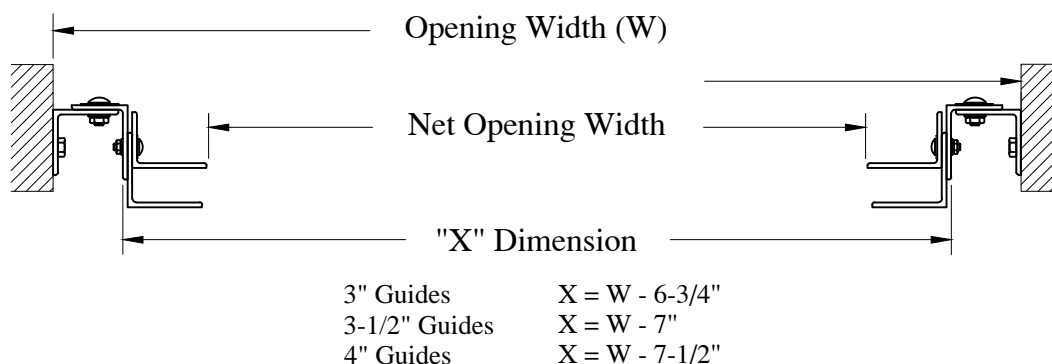 Opening Width (W)
Net Opening Width
"X" Dimension
3" Guides X = W - 6-3/4"
3-1/2" Guides X = W - 7"
4" Guides X = W - 7-1/2"